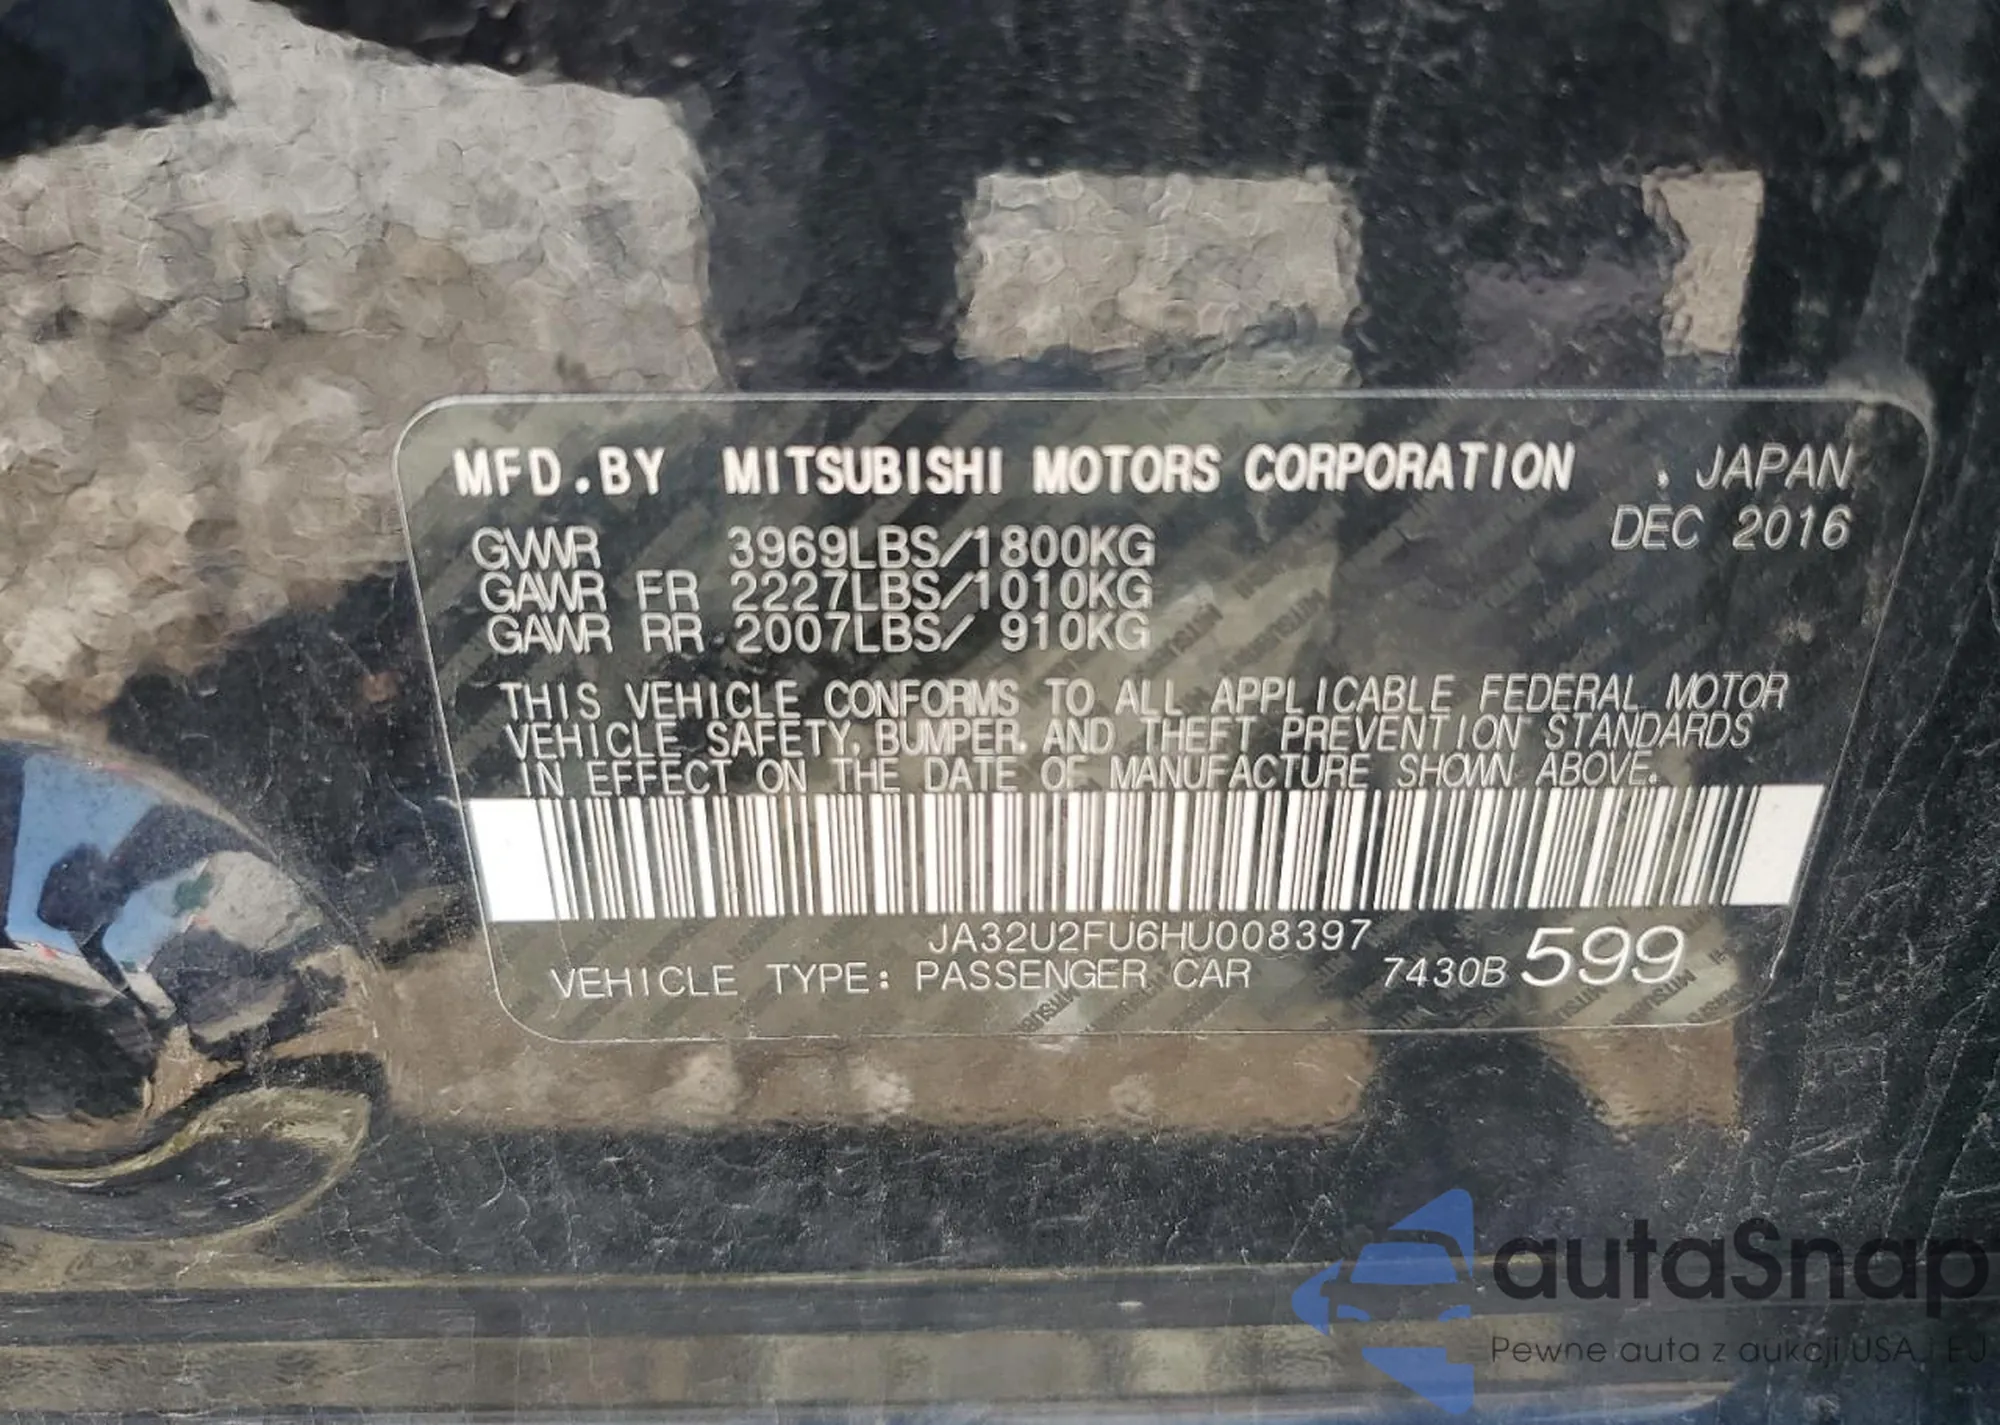 MFD.BY MITSUBISHI MOTORS CORPORATION . JAPAN
DEC 2016
GVWR 3969LBS/1800KG
GAWR FR 2227LBS/1010KG
GAWR RR 2007LBS/ 910KG
THIS VEHICLE CONFORMS TO ALL APPLICABLE FEDERAL MOTOR
VEHICLE SAFETY, BUMPER, AND THEFT PREVENTION STANDARDS
IN EFFECT ON THE DATE OF MANUFACTURE SHOWN ABOVE.
JA32U2FU6HU008397
VEHICLE TYPE: PASSENGER CAR 7430B 599
autaSnap
Pewne auta z aukcji USA i EJ